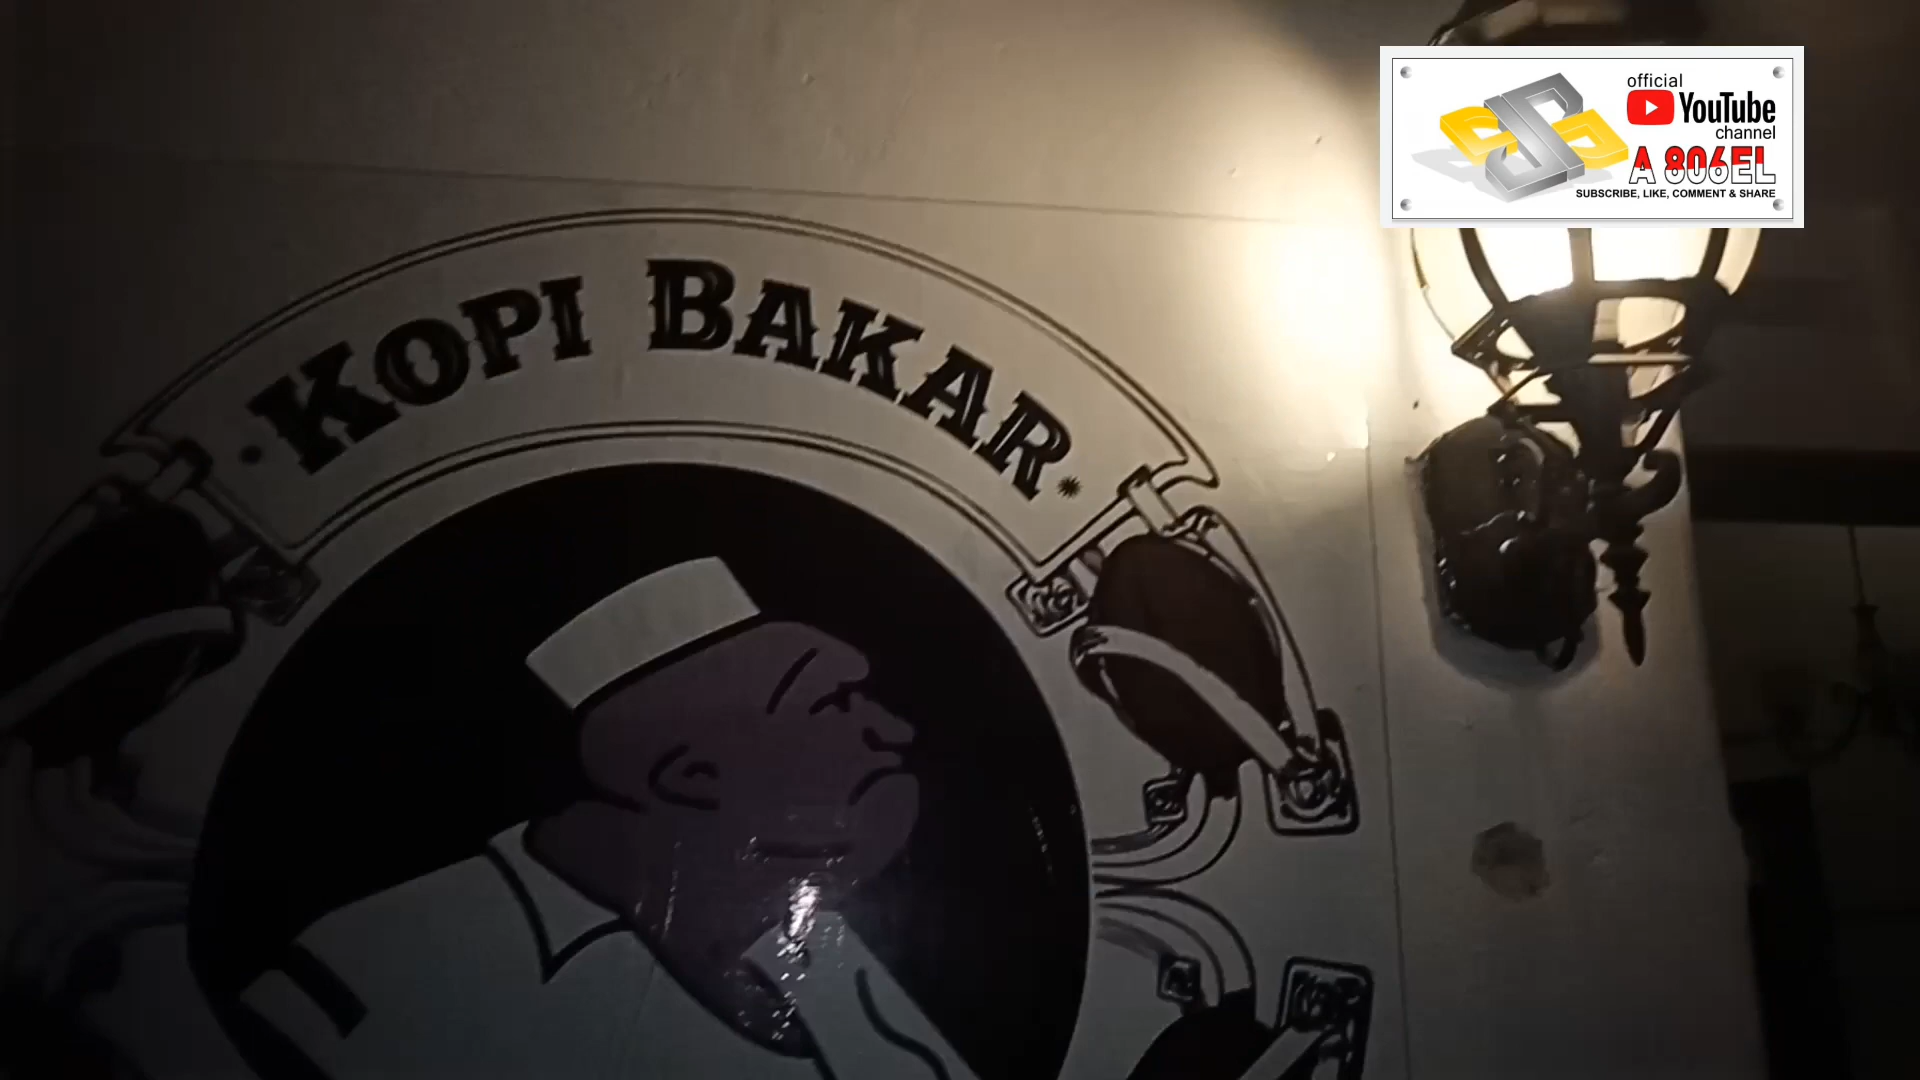 KOPI BAKAR
official
YouTube
channel
A 806EL
SUBSCRIBE, LIKE, COMMENT & SHARE